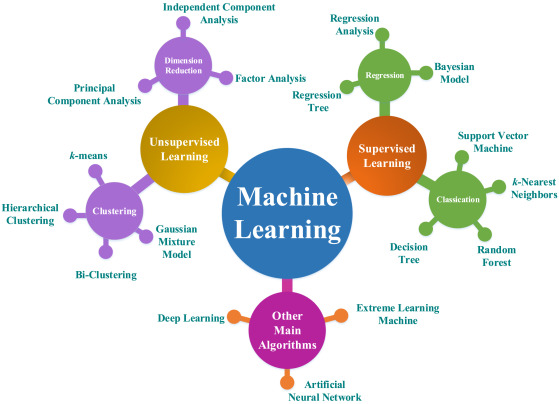 Independent Component
Analysis
Dimension
Reduction
Factor Analysis
Principal
Component Analysis
Unsupervised
Learning
k-means
Hierarchical
Clustering
Clustering
Gaussian
Mixture
Model
Bi-Clustering
Machine
Learning
Regression
Analysis
Bayesian
Model
Regression
Regression
Tree
Supervised
Learning
Support Vector
Machine
k-Nearest
Neighbors
Classication
Decision
Tree
Random
Forest
Other
Main
Algorithms
Deep Learning
Extreme Learning
Machine
Artificial
Neural Network